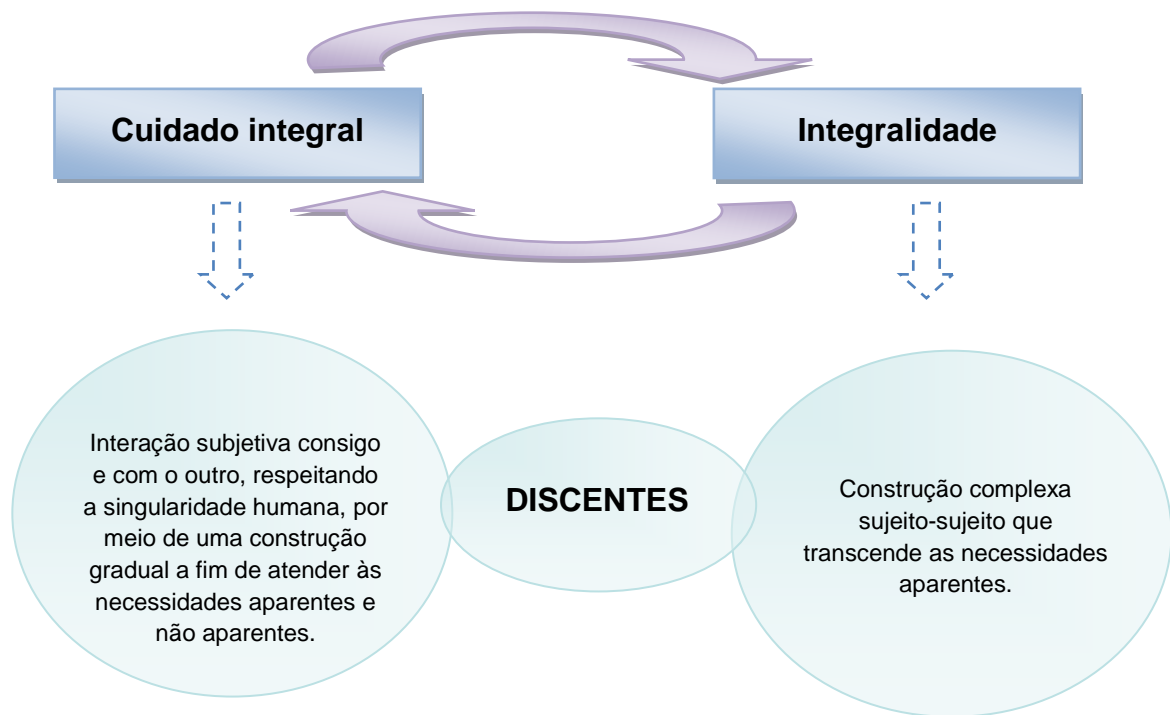 Cuidado integral
Integralidade
Interação subjetiva consigo
e com o outro, respeitando
a singularidade humana, por
meio de uma construção
gradual a fim de atender às
necessidades aparentes e
não aparentes.
DISCENTES
Construção complexa
sujeito-sujeito que
transcende as necessidades
aparentes.